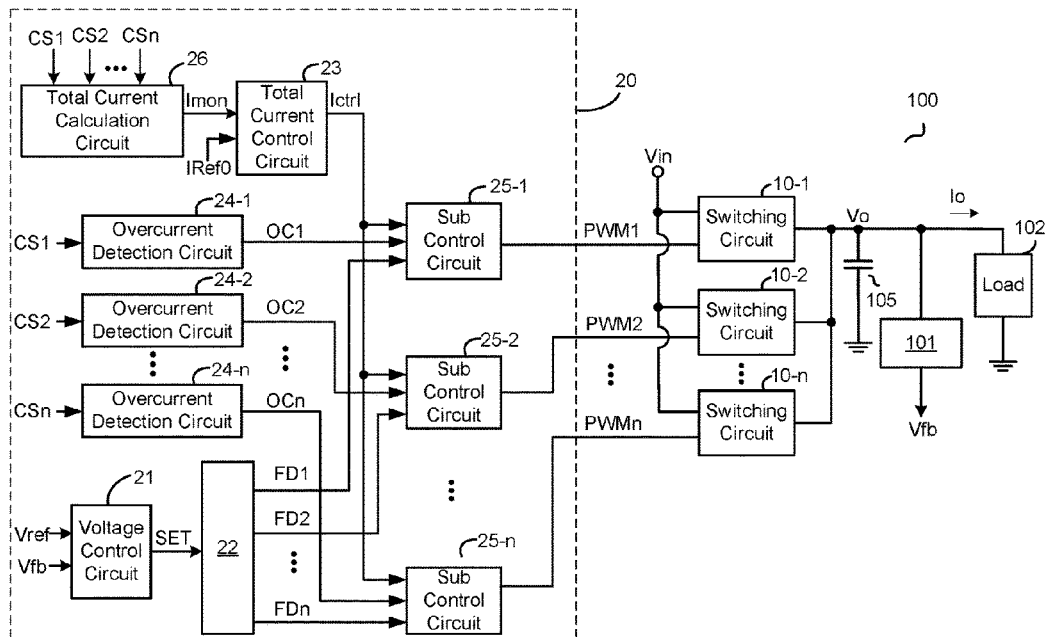 CS1 CS2 ••• CSn
26
Total Current
Calculation
Circuit
Imon
IRef0
23
Total
Current
Control
Circuit
Ictrl
20
100
CS1
24-1
Overcurrent
Detection Circuit
OC1
25-1
Sub
Control
Circuit
PWM1
Vin
10-1
Switching
Circuit
Vo
Io
102
Load
105
101
Vfb
CS2
24-2
Overcurrent
Detection Circuit
OC2
25-2
Sub
Control
Circuit
PWM2
10-2
Switching
Circuit
CSn
24-n
Overcurrent
Detection Circuit
OCn
10-n
Switching
Circuit
PWMn
Vref
Vfb
21
Voltage
Control
Circuit
SET
22
FD1
FD2
FDn
25-n
Sub
Control
Circuit